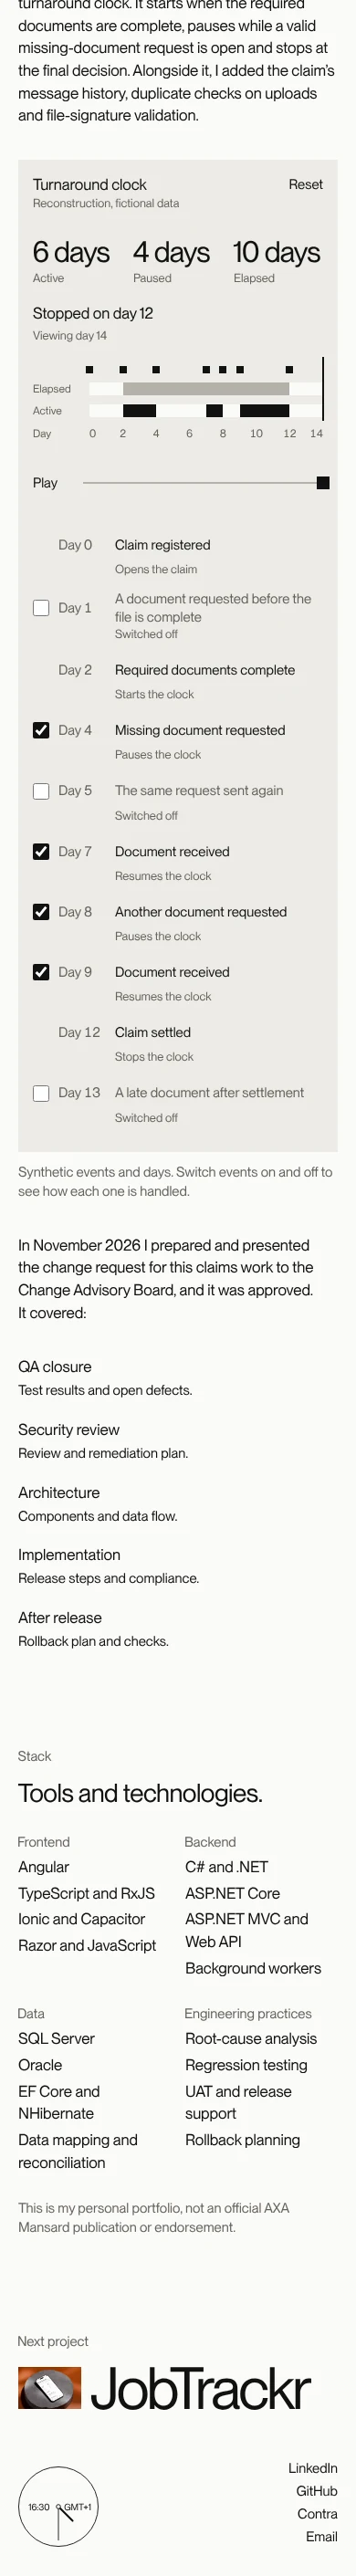 turnaround clock. It starts when the required
documents are complete, pauses while a valid
missing-document request is open and stops at
the final decision. Alongside it, I added the claim's
message history, duplicate checks on uploads
and file-signature validation.
Turnaround clock
Reset
Reconstruction, fictional data
6 days
4 days
10 days
Active
Paused
Elapsed
Stopped on day 12
Viewing day 14
Elapsed
Active
Day 0 2 4 6 8 10 12 14
Play
Day 0 Claim registered
Opens the claim
Day 1 A document requested before the
file is complete
Switched off
Day 2 Required documents complete
Starts the clock
Day 4 Missing document requested
Pauses the clock
Day 5 The same request sent again
Switched off
Day 7 Document received
Resumes the clock
Day 8 Another document requested
Pauses the clock
Day 9 Document received
Resumes the clock
Day 12 Claim settled
Stops the clock
Day 13 A late document after settlement
Switched off
Synthetic events and days. Switch events on and off to
see how each one is handled.
In November 2026 I prepared and presented
the change request for this claims work to the
Change Advisory Board, and it was approved.
It covered:
QA closure
Test results and open defects.
Security review
Review and remediation plan.
Architecture
Components and data flow.
Implementation
Release steps and compliance.
After release
Rollback plan and checks.
Stack
Tools and technologies.
Frontend
Angular
TypeScript and RxJS
Ionic and Capacitor
Razor and JavaScript
Backend
C# and .NET
ASP.NET Core
ASP.NET MVC and
Web API
Background workers
Data
SQL Server
Oracle
EF Core and
NHibernate
Data mapping and
reconciliation
Engineering practices
Root-cause analysis
Regression testing
UAT and release
support
Rollback planning
This is my personal portfolio, not an official AXA
Mansard publication or endorsement.
Next project
JobTrackr
16:30 GMT+1
LinkedIn
GitHub
Contra
Email